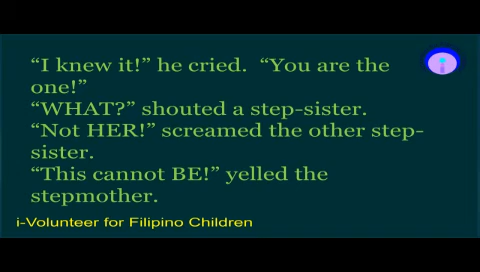 “I knew it!” he cried.  “You are the
one!”
“WHAT?” shouted a step-sister.
“Not HER!” screamed the other step-
sister.
“This cannot BE!” yelled the
stepmother.
i-Volunteer for Filipino Children